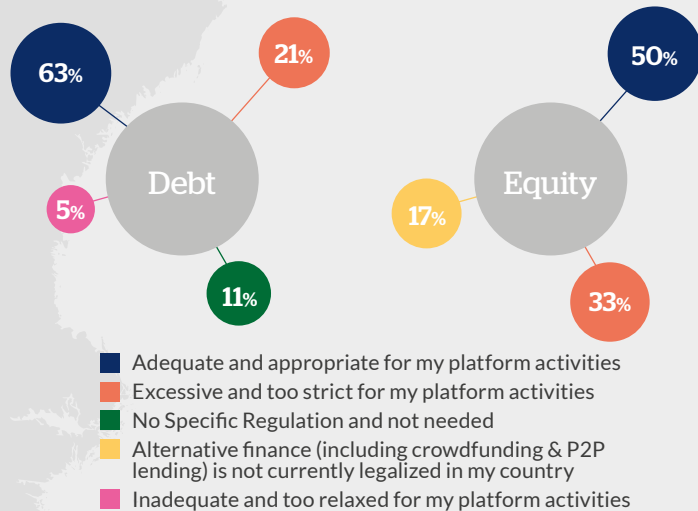 63%
21%
50%
Debt
Equity
5%
17%
11%
33%
Adequate and appropriate for my platform activities
Excessive and too strict for my platform activities
No Specific Regulation and not needed
Alternative finance (including crowdfunding & P2P
lending) is not currently legalized in my country
Inadequate and too relaxed for my platform activities